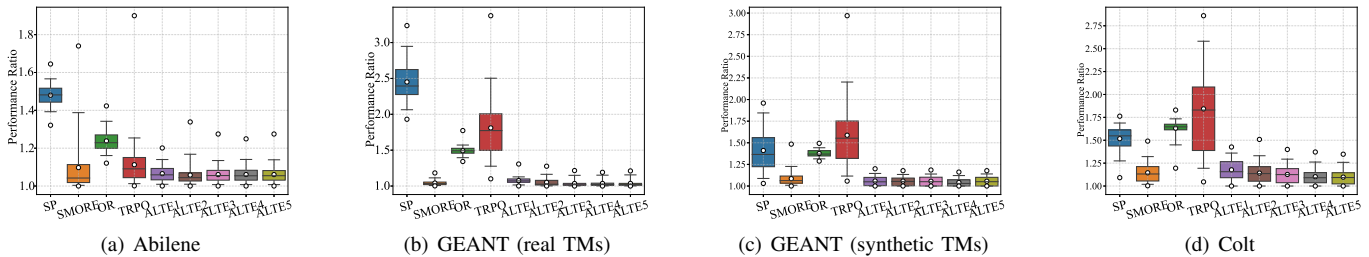 Performance Ratio
1.8
1.6
1.4
1.2
1.0
SP
SMORE
OR
TRPO
ALTE1
ALTE2
ALTE3
ALTE4
ALTE5
(a) Abilene
Performance Ratio
3.0
2.5
2.0
1.5
1.0
SP
SMORE
OR
TRPO
ALTE1
ALTE2
ALTE3
ALTE4
ALTE5
(b) GEANT (real TMs)
Performance Ratio
3.00
2.75
2.50
2.25
2.00
1.75
1.50
1.25
1.00
SP
SMORE
OR
TRPO
ALTE1
ALTE2
ALTE3
ALTE4
ALTE5
(c) GEANT (synthetic TMs)
Performance Ratio
2.75
2.50
2.25
2.00
1.75
1.50
1.25
1.00
SP
SMORE
OR
TRPO
ALTE1
ALTE2
ALTE3
ALTE4
ALTE5
(d) Colt